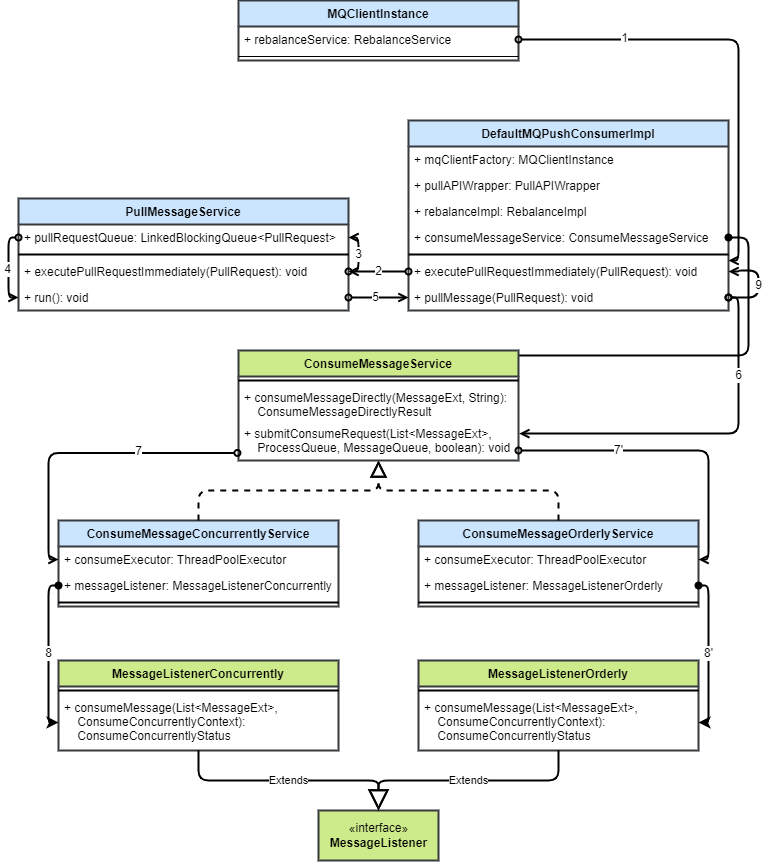 MQClientInstance
+ rebalanceService: RebalanceService
1
DefaultMQPushConsumerImpl
+ mqClientFactory: MQClientInstance
+ pullAPIWrapper: PullAPIWrapper
+ rebalanceImpl: RebalanceImpl
+ consumeMessageService: ConsumeMessageService
+ executePullRequestImmediately(PullRequest): void
+ pullMessage(PullRequest): void
PullMessageService
+ pullRequestQueue: LinkedBlockingQueue<PullRequest>
+ executePullRequestImmediately(PullRequest): void
+ run(): void
3
4
2
5
9
6
ConsumeMessageService
+ consumeMessageDirectly(MessageExt, String):
ConsumeMessageDirectlyResult
+ submitConsumeRequest(List<MessageExt>,
ProcessQueue, MessageQueue, boolean): void
7
7'
ConsumeMessageConcurrentlyService
+ consumeExecutor: ThreadPoolExecutor
+ messageListener: MessageListenerConcurrently
ConsumeMessageOrderlyService
+ consumeExecutor: ThreadPoolExecutor
+ messageListener: MessageListenerOrderly
8
8'
MessageListenerConcurrently
+ consumeMessage(List<MessageExt>,
ConsumeConcurrentlyContext):
ConsumeConcurrentlyStatus
MessageListenerOrderly
+ consumeMessage(List<MessageExt>,
ConsumeConcurrentlyContext):
ConsumeConcurrentlyStatus
Extends
Extends
«interface»
MessageListener